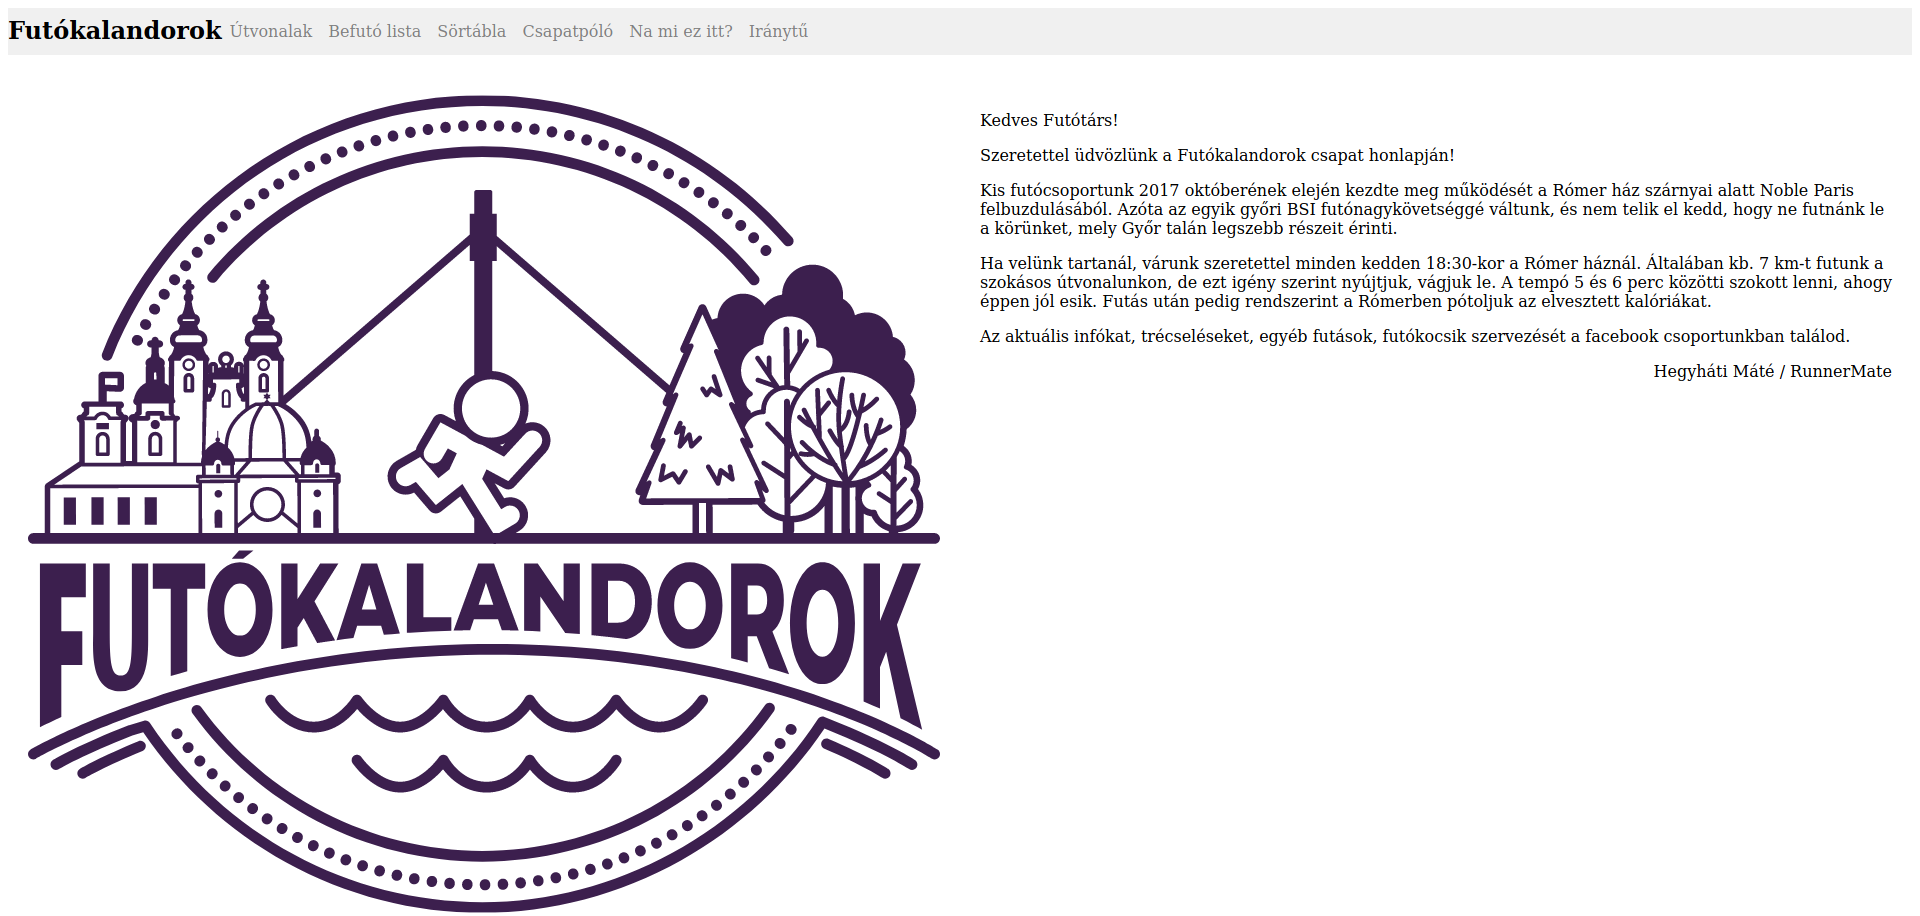 Futókalandorok Útvonalak Befutó lista Sörtábla Csapatpóló Na mi ez itt? Iránytű
FUTÓKALANDOROK
Kedves Futótárs!
Szeretettel üdvözlünk a Futókalandorok csapat honlapján!
Kis futócsoportunk 2017 októberének elején kezdte meg működését a Rómer ház szárnyai alatt Noble Paris
felbuzdulásából. Azóta az egyik győri BSI futónagykövetséggé váltunk, és nem telik el kedd, hogy ne futnánk le
a körünket, mely Győr talán legszebb részeit érinti.
Ha velünk tartanál, várunk szeretettel minden kedden 18:30-kor a Rómer háznál. Általában kb. 7 km-t futunk a
szokásos útvonalunkon, de ezt igény szerint nyújtjuk, vágjuk le. A tempó 5 és 6 perc közötti szokott lenni, ahogy
éppen jól esik. Futás után pedig rendszerint a Rómerben pótoljuk az elvesztett kalóriákat.
Az aktuális infókat, trécseléseket, egyéb futások, futókocsik szervezését a facebook csoportunkban találod.
Hegyháti Máté / RunnerMate